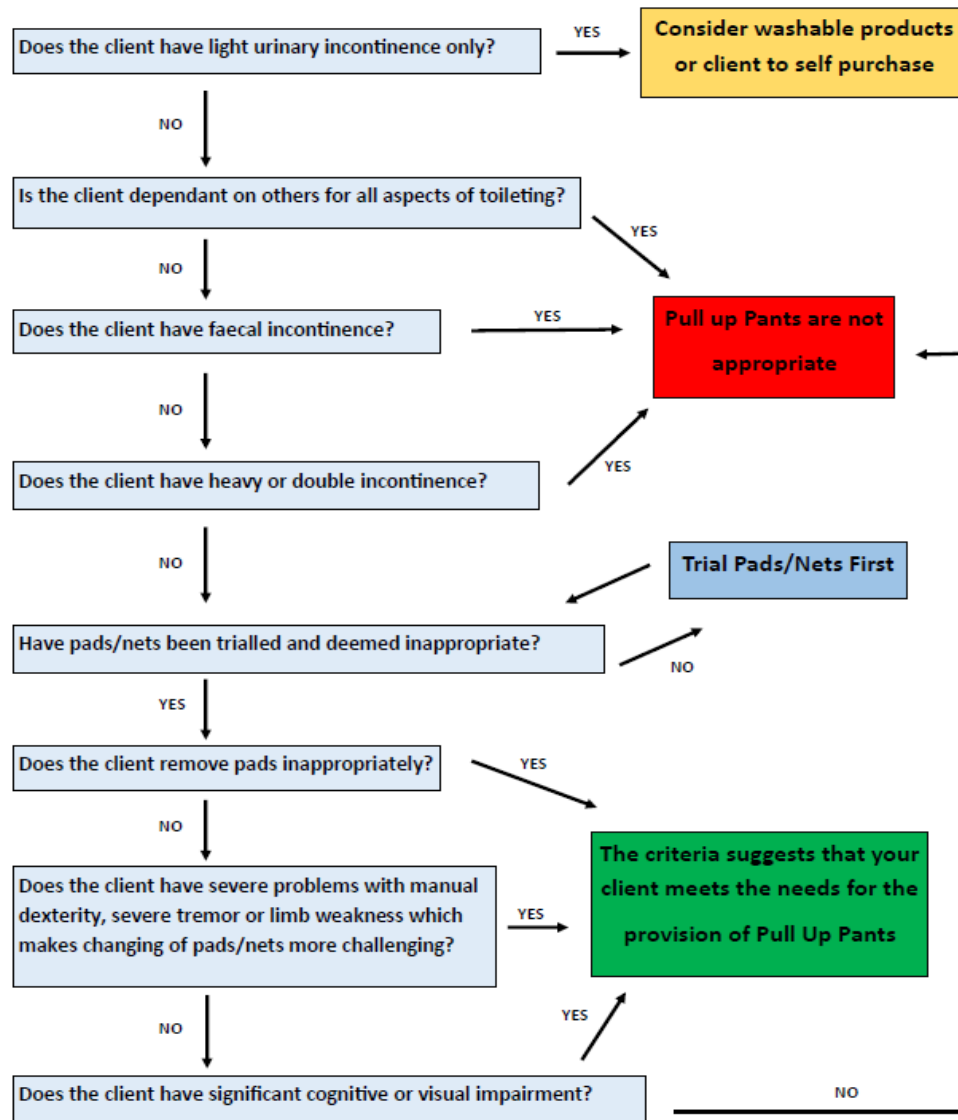 Does the client have light urinary incontinence only?
YES
Consider washable products
or client to self purchase
NO
Is the client dependant on others for all aspects of toileting?
YES
NO
Does the client have faecal incontinence?
YES
Pull up Pants are not
appropriate
NO
Does the client have heavy or double incontinence?
YES
NO
Trial Pads/Nets First
Have pads/nets been trialled and deemed inappropriate?
NO
YES
Does the client remove pads inappropriately?
YES
NO
Does the client have severe problems with manual
dexterity, severe tremor or limb weakness which
makes changing of pads/nets more challenging?
YES
The criteria suggests that your
client meets the needs for the
provision of Pull Up Pants
NO
YES
Does the client have significant cognitive or visual impairment?
NO